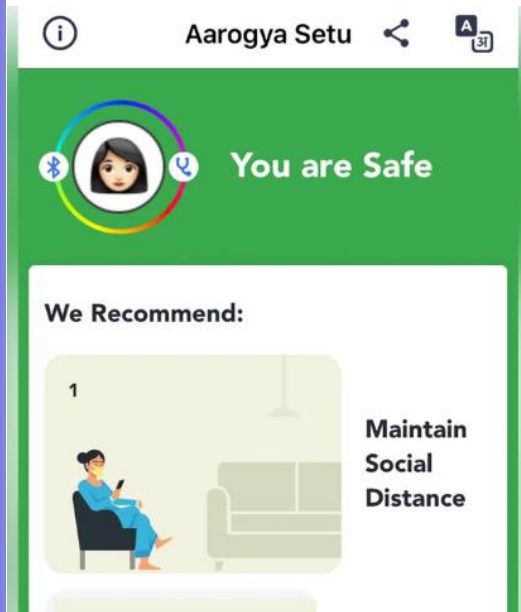 Aarogya Setu
A
अ
You are Safe
We Recommend:
1
Maintain
Social
Distance